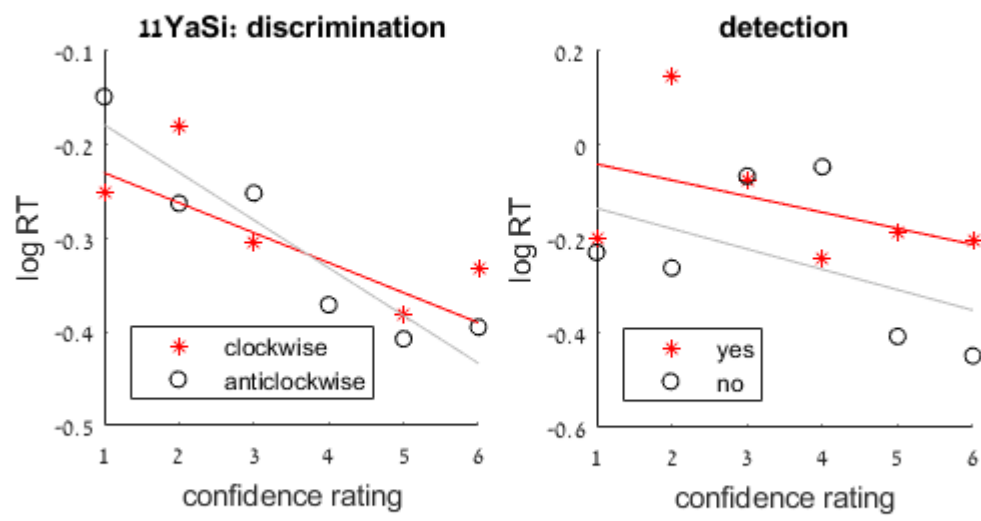 11YaSi: discrimination
-0.1
-0.2
-0.3
-0.4
-0.5
log RT
clockwise
anticlockwise
1 2 3 4 5 6
confidence rating
detection
0.2
0
-0.2
-0.4
-0.6
log RT
yes
no
1 2 3 4 5 6
confidence rating